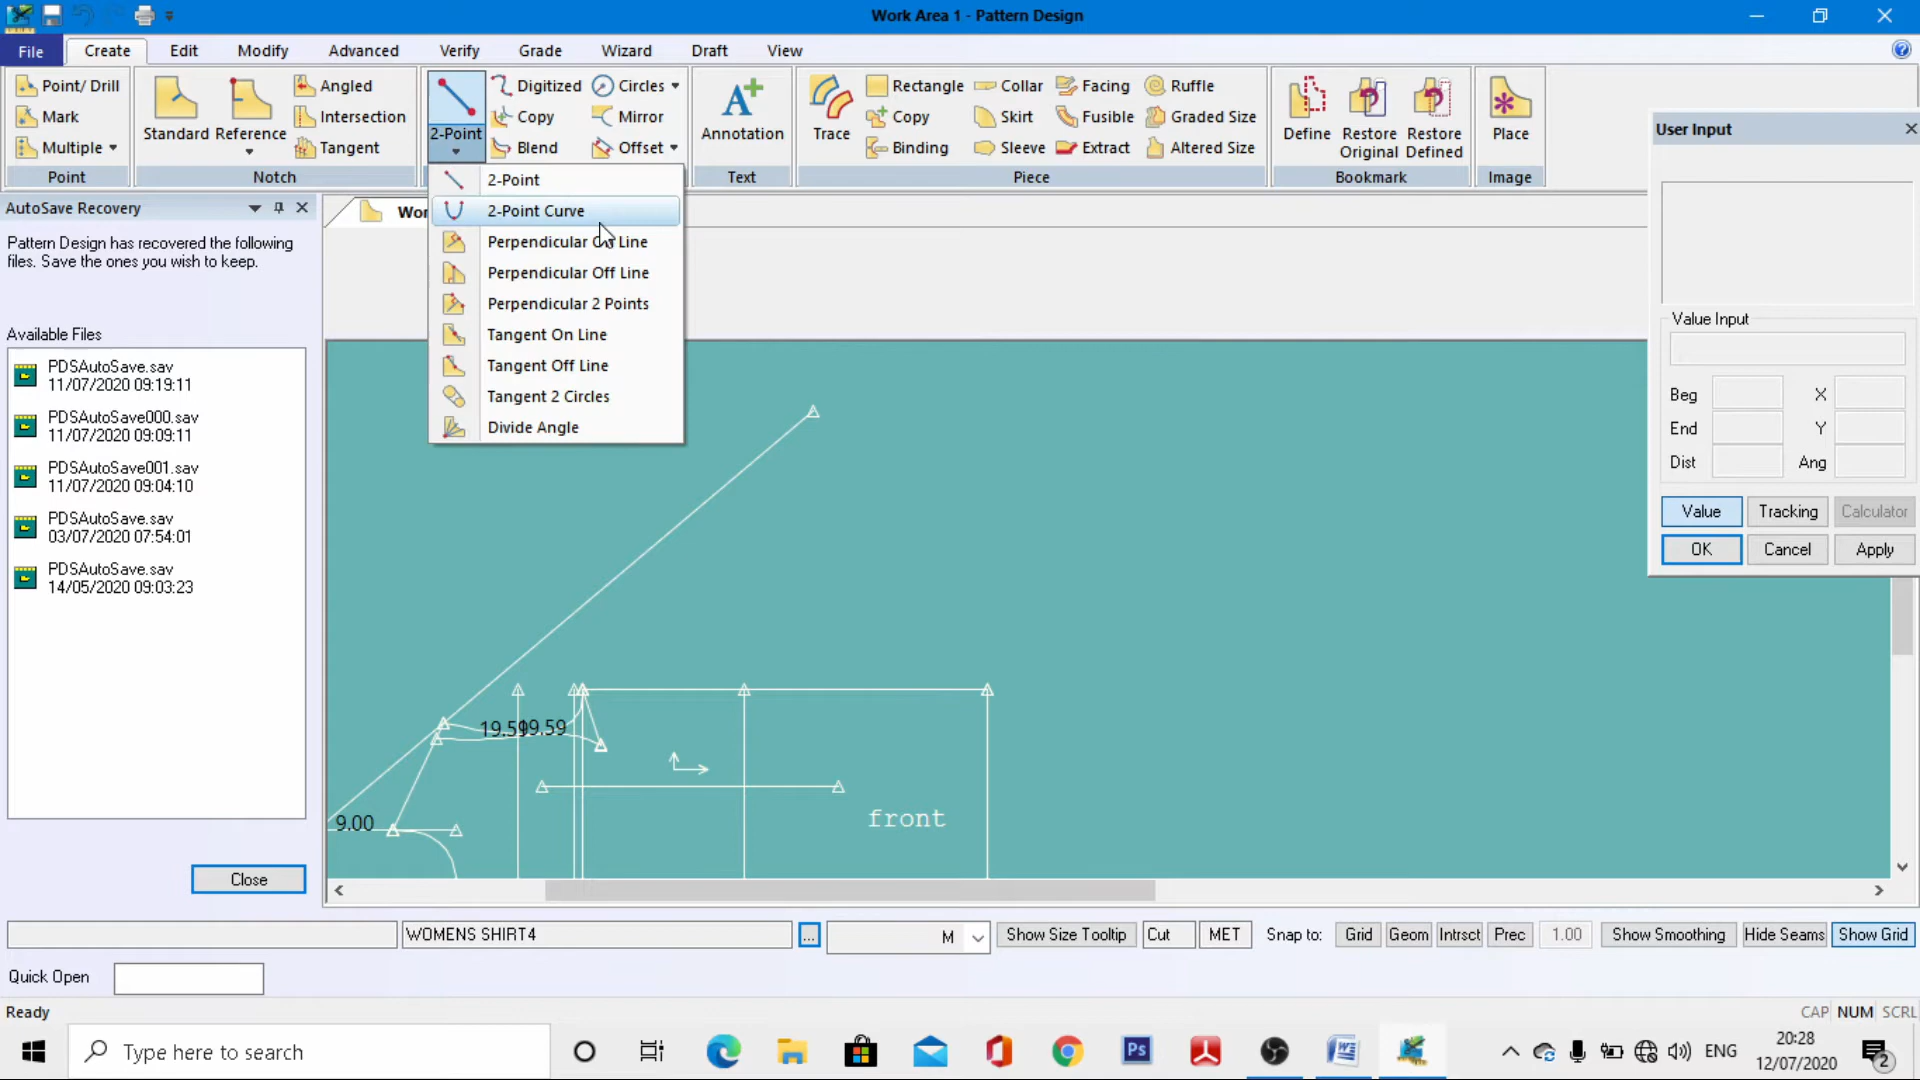 Work Area 1 - Pattern Design
File Create Edit Modify Advanced Verify Grade Wizard Draft View
Point/ Drill
Mark
Multiple
Point
Standard
Reference
Angled
Intersection
Tangent
Notch
2-Point
Digitized
Copy
Blend
Circles
Mirror
Offset
Annotation
Text
Trace
Rectangle
Copy
Binding
Collar
Skirt
Sleeve
Facing
Fusible
Extract
Ruffle
Graded Size
Altered Size
Piece
Define
Restore
Original
Restore
Defined
Bookmark
Place
Image
2-Point
2-Point Curve
Perpendicular On Line
Perpendicular Off Line
Perpendicular 2 Points
Tangent On Line
Tangent Off Line
Tangent 2 Circles
Divide Angle
AutoSave Recovery
Pattern Design has recovered the following
files. Save the ones you wish to keep.
Available Files
PDSAutoSave.sav
11/07/2020 09:19:11
PDSAutoSave000.sav
11/07/2020 09:09:11
PDSAutoSave001.sav
11/07/2020 09:04:10
PDSAutoSave.sav
03/07/2020 07:54:01
PDSAutoSave.sav
14/05/2020 09:03:23
Close
Wor
19.59
19.59
9.00
front
User Input
Value Input
Beg X
End Y
Dist Ang
Value Tracking Calculator
OK Cancel Apply
WOMENS SHIRT4 ... M Show Size Tooltip Cut MET Snap to: Grid Geom Intrsct Prec 1.00 Show Smoothing Hide Seams Show Grid
Quick Open
Ready CAP NUM SCRL
Type here to search
Ps
ENG
20:28
12/07/2020
2